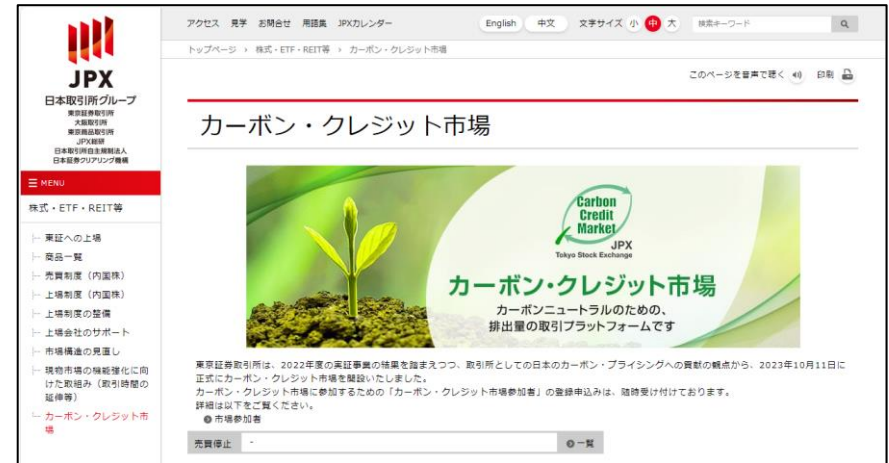 アクセス 見学 お問合せ 用語集 JPXカレンダー English 中文 文字サイズ 小 中 大 検索キーワード
トップページ › 株式・ETF・REIT等 › カーボン・クレジット市場
このページを音声で聴く 印刷
JPX
日本取引所グループ
東京証券取引所
大阪取引所
東京商品取引所
JPX総研
日本取引所自主規制法人
日本証券クリアリング機構
MENU
株式・ETF・REIT等
東証への上場
商品一覧
売買制度（内国株）
上場制度（内国株）
上場制度の整備
上場会社のサポート
市場構造の見直し
現物市場の機能強化に向
けた取組み（取引時間の
延伸等）
カーボン・クレジット市
場
カーボン・クレジット市場
Carbon
Credit
Market
JPX
Tokyo Stock Exchange
カーボン・クレジット市場
カーボンニュートラルのための、
排出量の取引プラットフォームです
東京証券取引所は、2022年度の実証事業の結果を踏まえつつ、取引所としての日本のカーボン・プライシングへの貢献の観点から、2023年10月11日に
正式にカーボン・クレジット市場を開設いたしました。
カーボン・クレジット市場に参加するための「カーボン・クレジット市場参加者」の登録申込みは、随時受け付けております。
詳細は以下をご覧ください。
市場参加者
売買停止 - 一覧